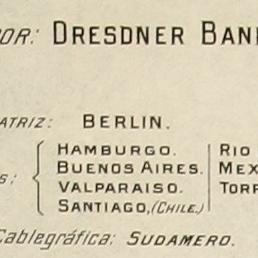 OR: DRESDNER BAN
ATRIZ: BERLIN.
HAMBURGO. RIO
BUENOS AIRES. MEX
S: VALPARAISO. TORR
SANTIAGO, (CHILE.)
Cablegráfica: SUDAMERO.